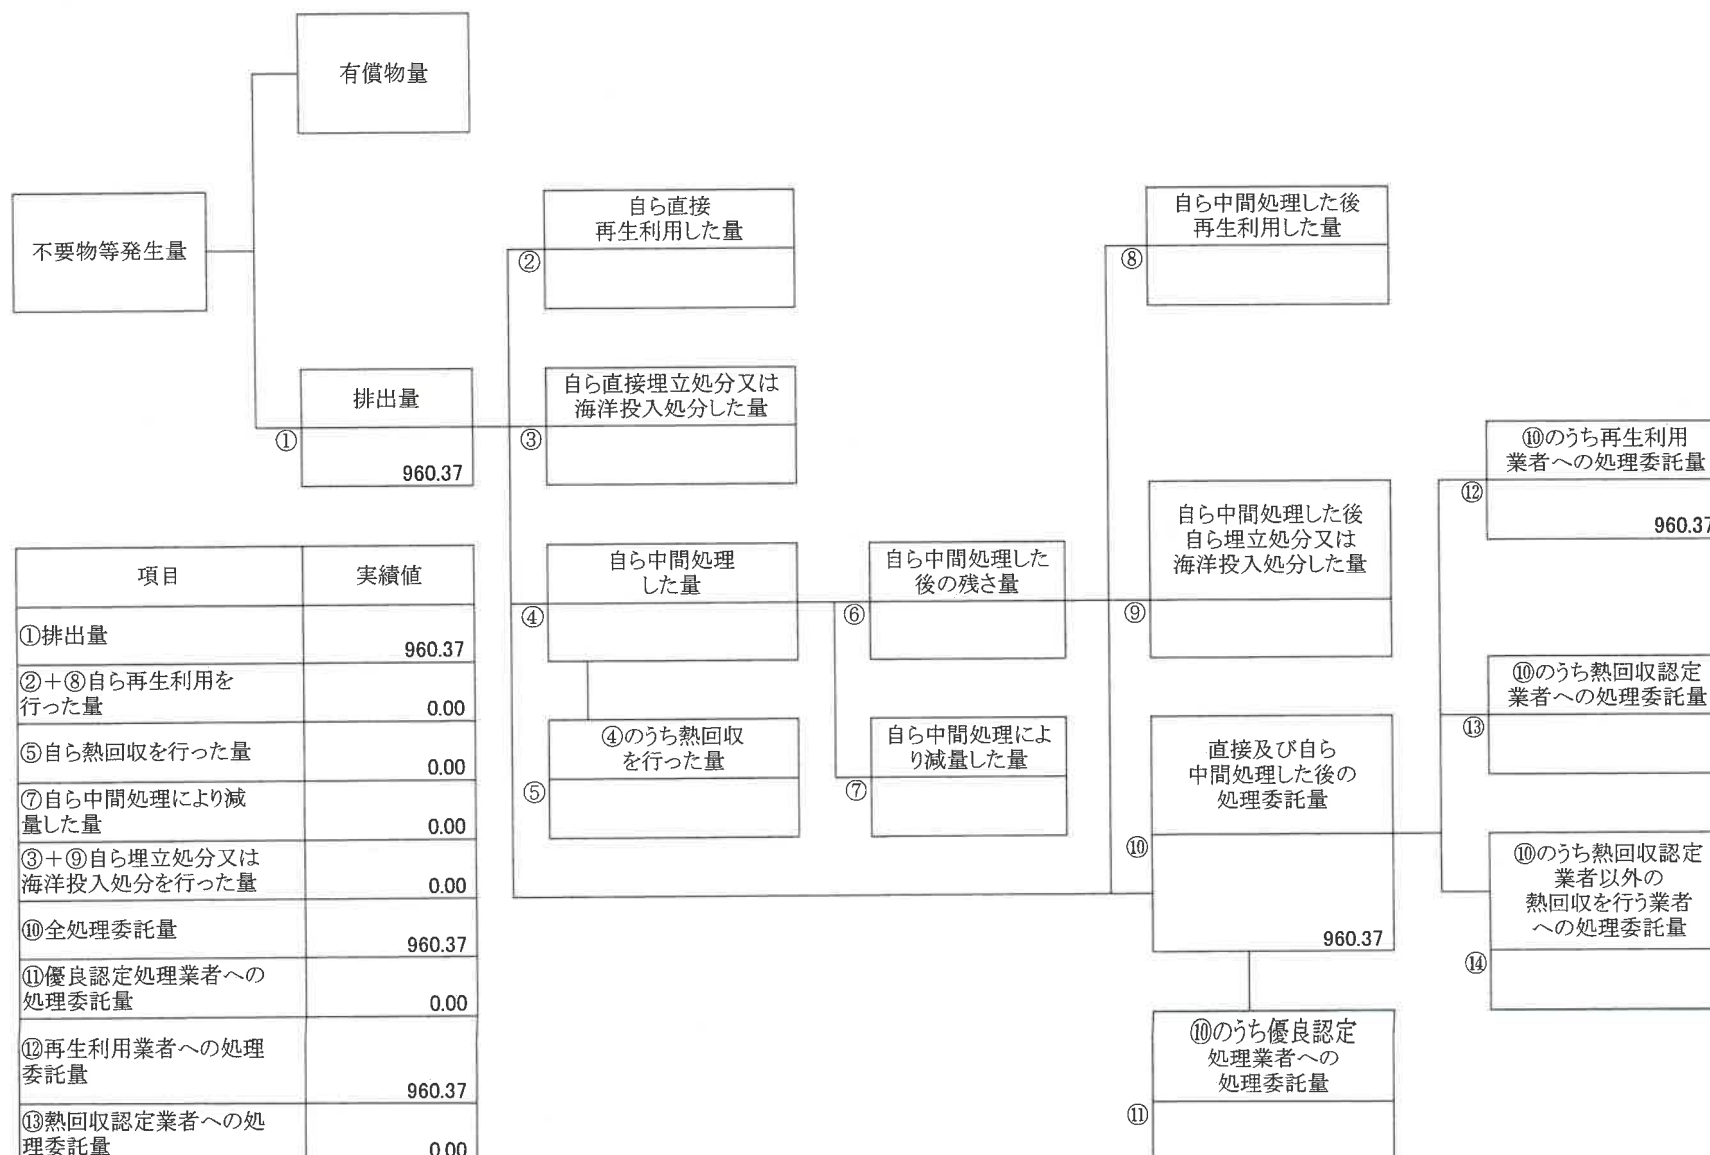 有償物量
不要物等発生量
排出量
①
960.37
自ら直接
再生利用した量
②
自ら直接埋立処分又は
海洋投入処分した量
③
自ら中間処理
した量
④
④のうち熱回収
を行った量
⑤
自ら中間処理した
後の残さ量
⑥
自ら中間処理によ
り減量した量
⑦
自ら中間処理した後
再生利用した量
⑧
自ら中間処理した後
自ら埋立処分又は
海洋投入処分した量
⑨
直接及び自ら
中間処理した後の
処理委託量
⑩
960.37
⑩のうち優良認定
処理業者への
処理委託量
⑪
⑩のうち再生利用
業者への処理委託量
⑫
960.37
⑩のうち熱回収認定
業者への処理委託量
⑬
⑩のうち熱回収認定
業者以外の
熱回収を行う業者
への処理委託量
⑭
項目 実績値
①排出量
960.37
②+⑧自ら再生利用を
行った量 0.00
⑤自ら熱回収を行った量
0.00
⑦自ら中間処理により減
量した量 0.00
③+⑨自ら埋立処分又は
海洋投入処分を行った量 0.00
⑩全処理委託量
960.37
⑪優良認定処理業者への
処理委託量 0.00
⑫再生利用業者への処理
委託量
960.37
⑬熱回収認定業者への処
理委託量 0.00